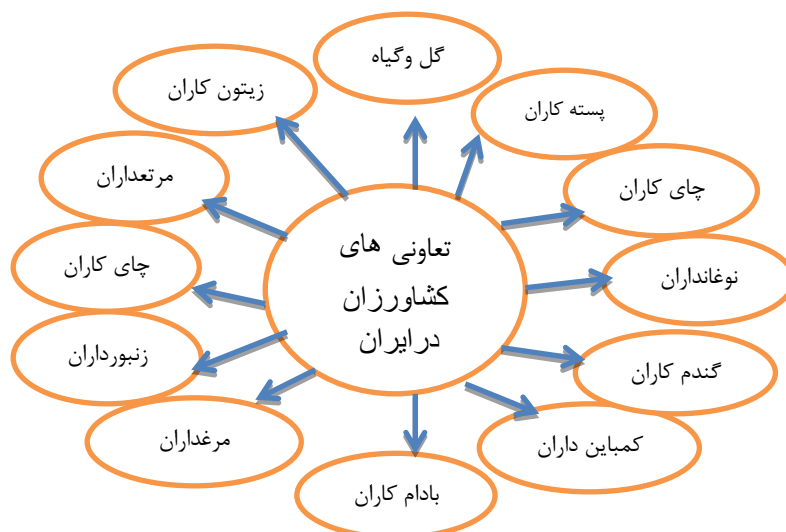 گل وگیاه
زیتون کاران
پسته کاران
مرتعداران
چای کاران
چای کاران
نوغانداران
تعاونی های
کشاورزان
درایران
زنبورداران
گندم کاران
مرغداران
کمباین داران
بادام کاران